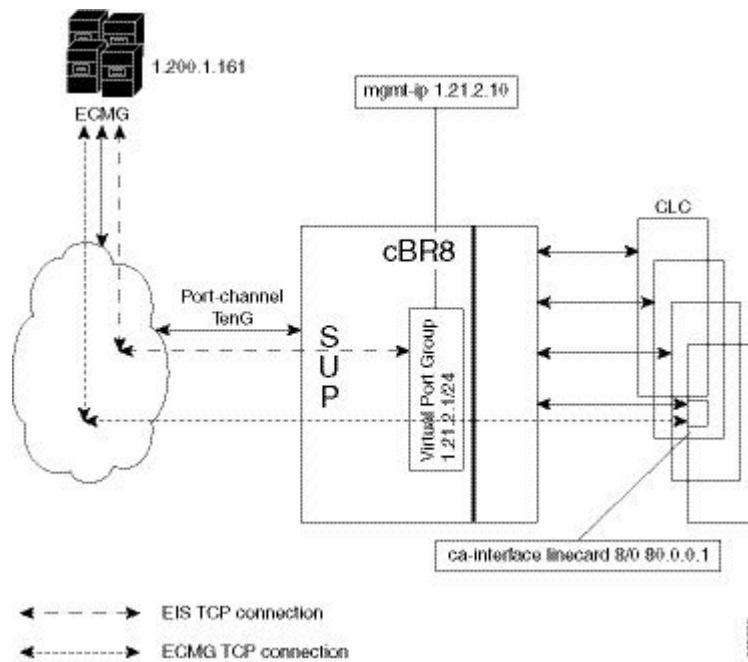 1.200.1.161
ECMG
mgmt-ip 1.21.2.10
CLC
cBR8
Port-channel
TenG
SUP
Virtual Port Group
1.21.2.1/24
ca-interface linecard 8/0 80.0.0.1
EIS TCP connection
ECMG TCP connection